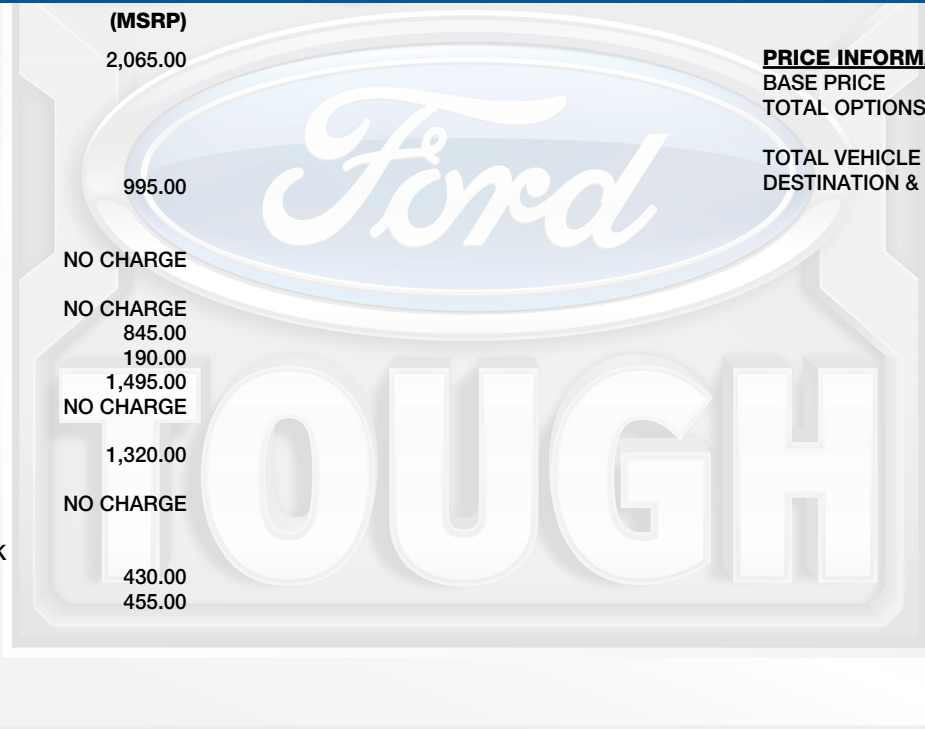 (MSRP)
2,065.00
995.00
NO CHARGE
NO CHARGE
845.00
190.00
1,495.00
NO CHARGE
1,320.00
NO CHARGE
K
430.00
455.00
PRICE INFORM
BASE PRICE
TOTAL OPTIONS
TOTAL VEHICLE
DESTINATION &
Ford
TOUGH